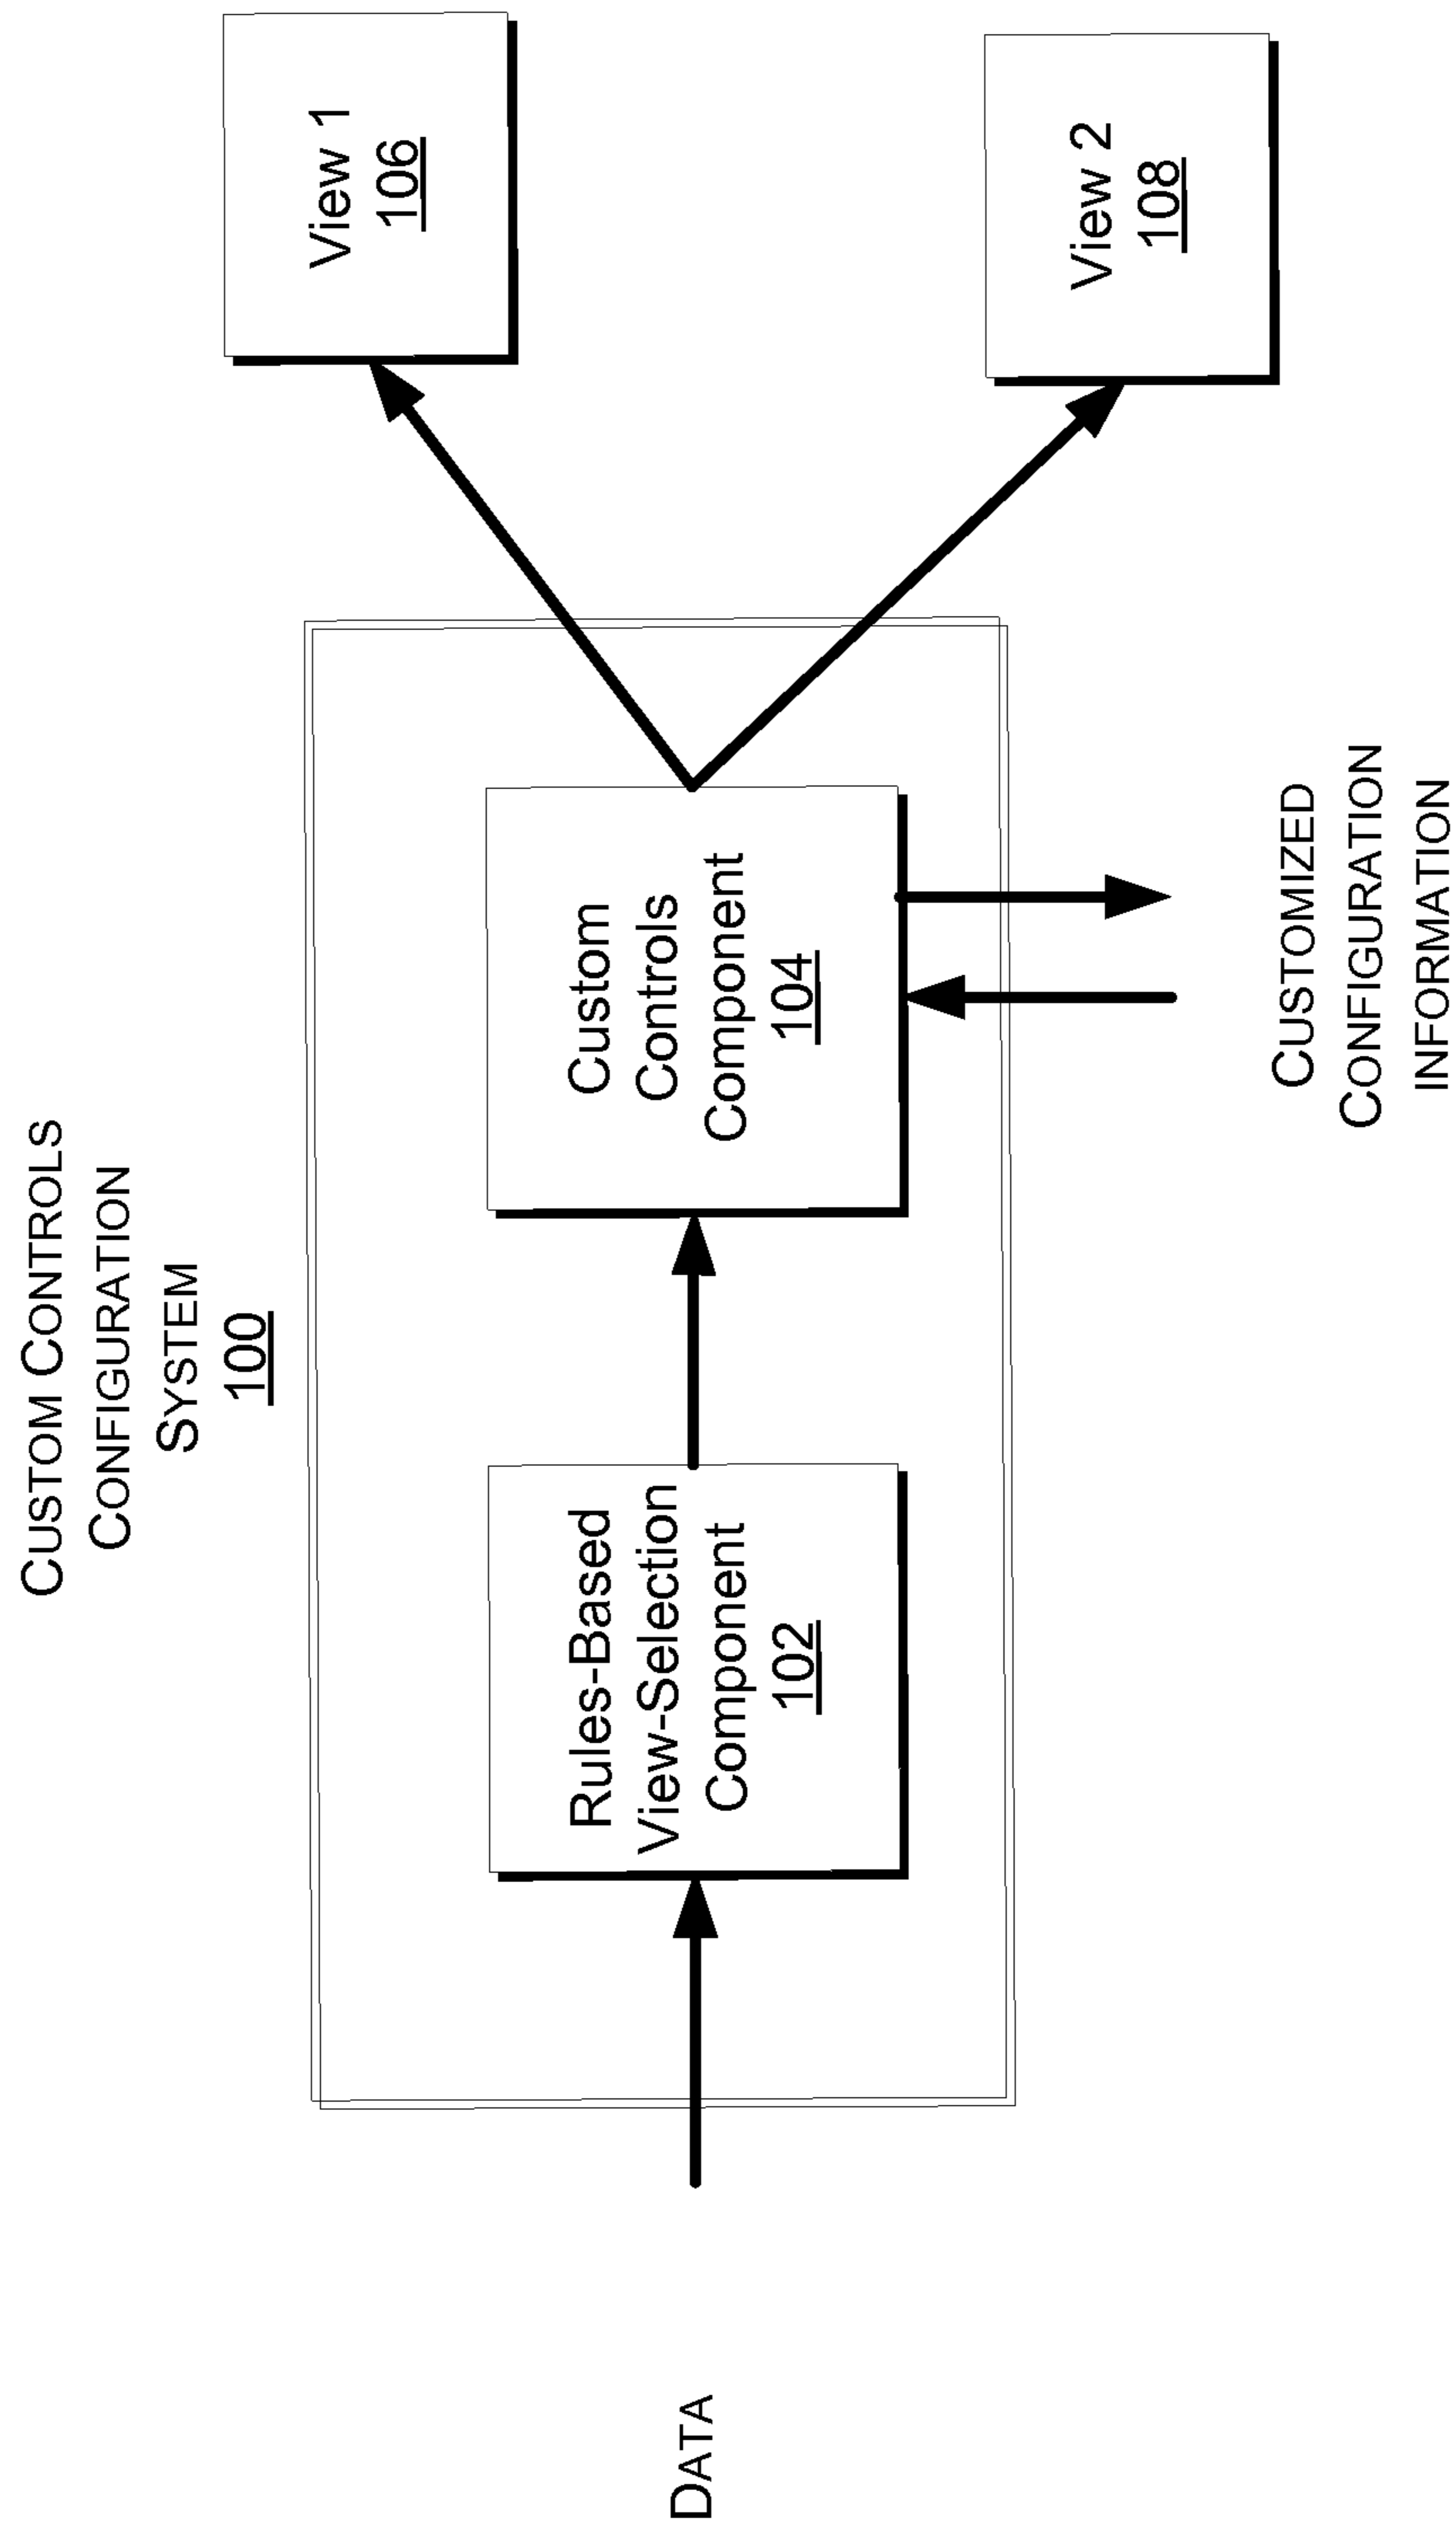 CUSTOM CONTROLS
CONFIGURATION
SYSTEM
100
DATA
Rules-Based
View-Selection
Component
102
Custom
Controls
Component
104
View 1
106
View 2
108
CUSTOMIZED
CONFIGURATION
INFORMATION